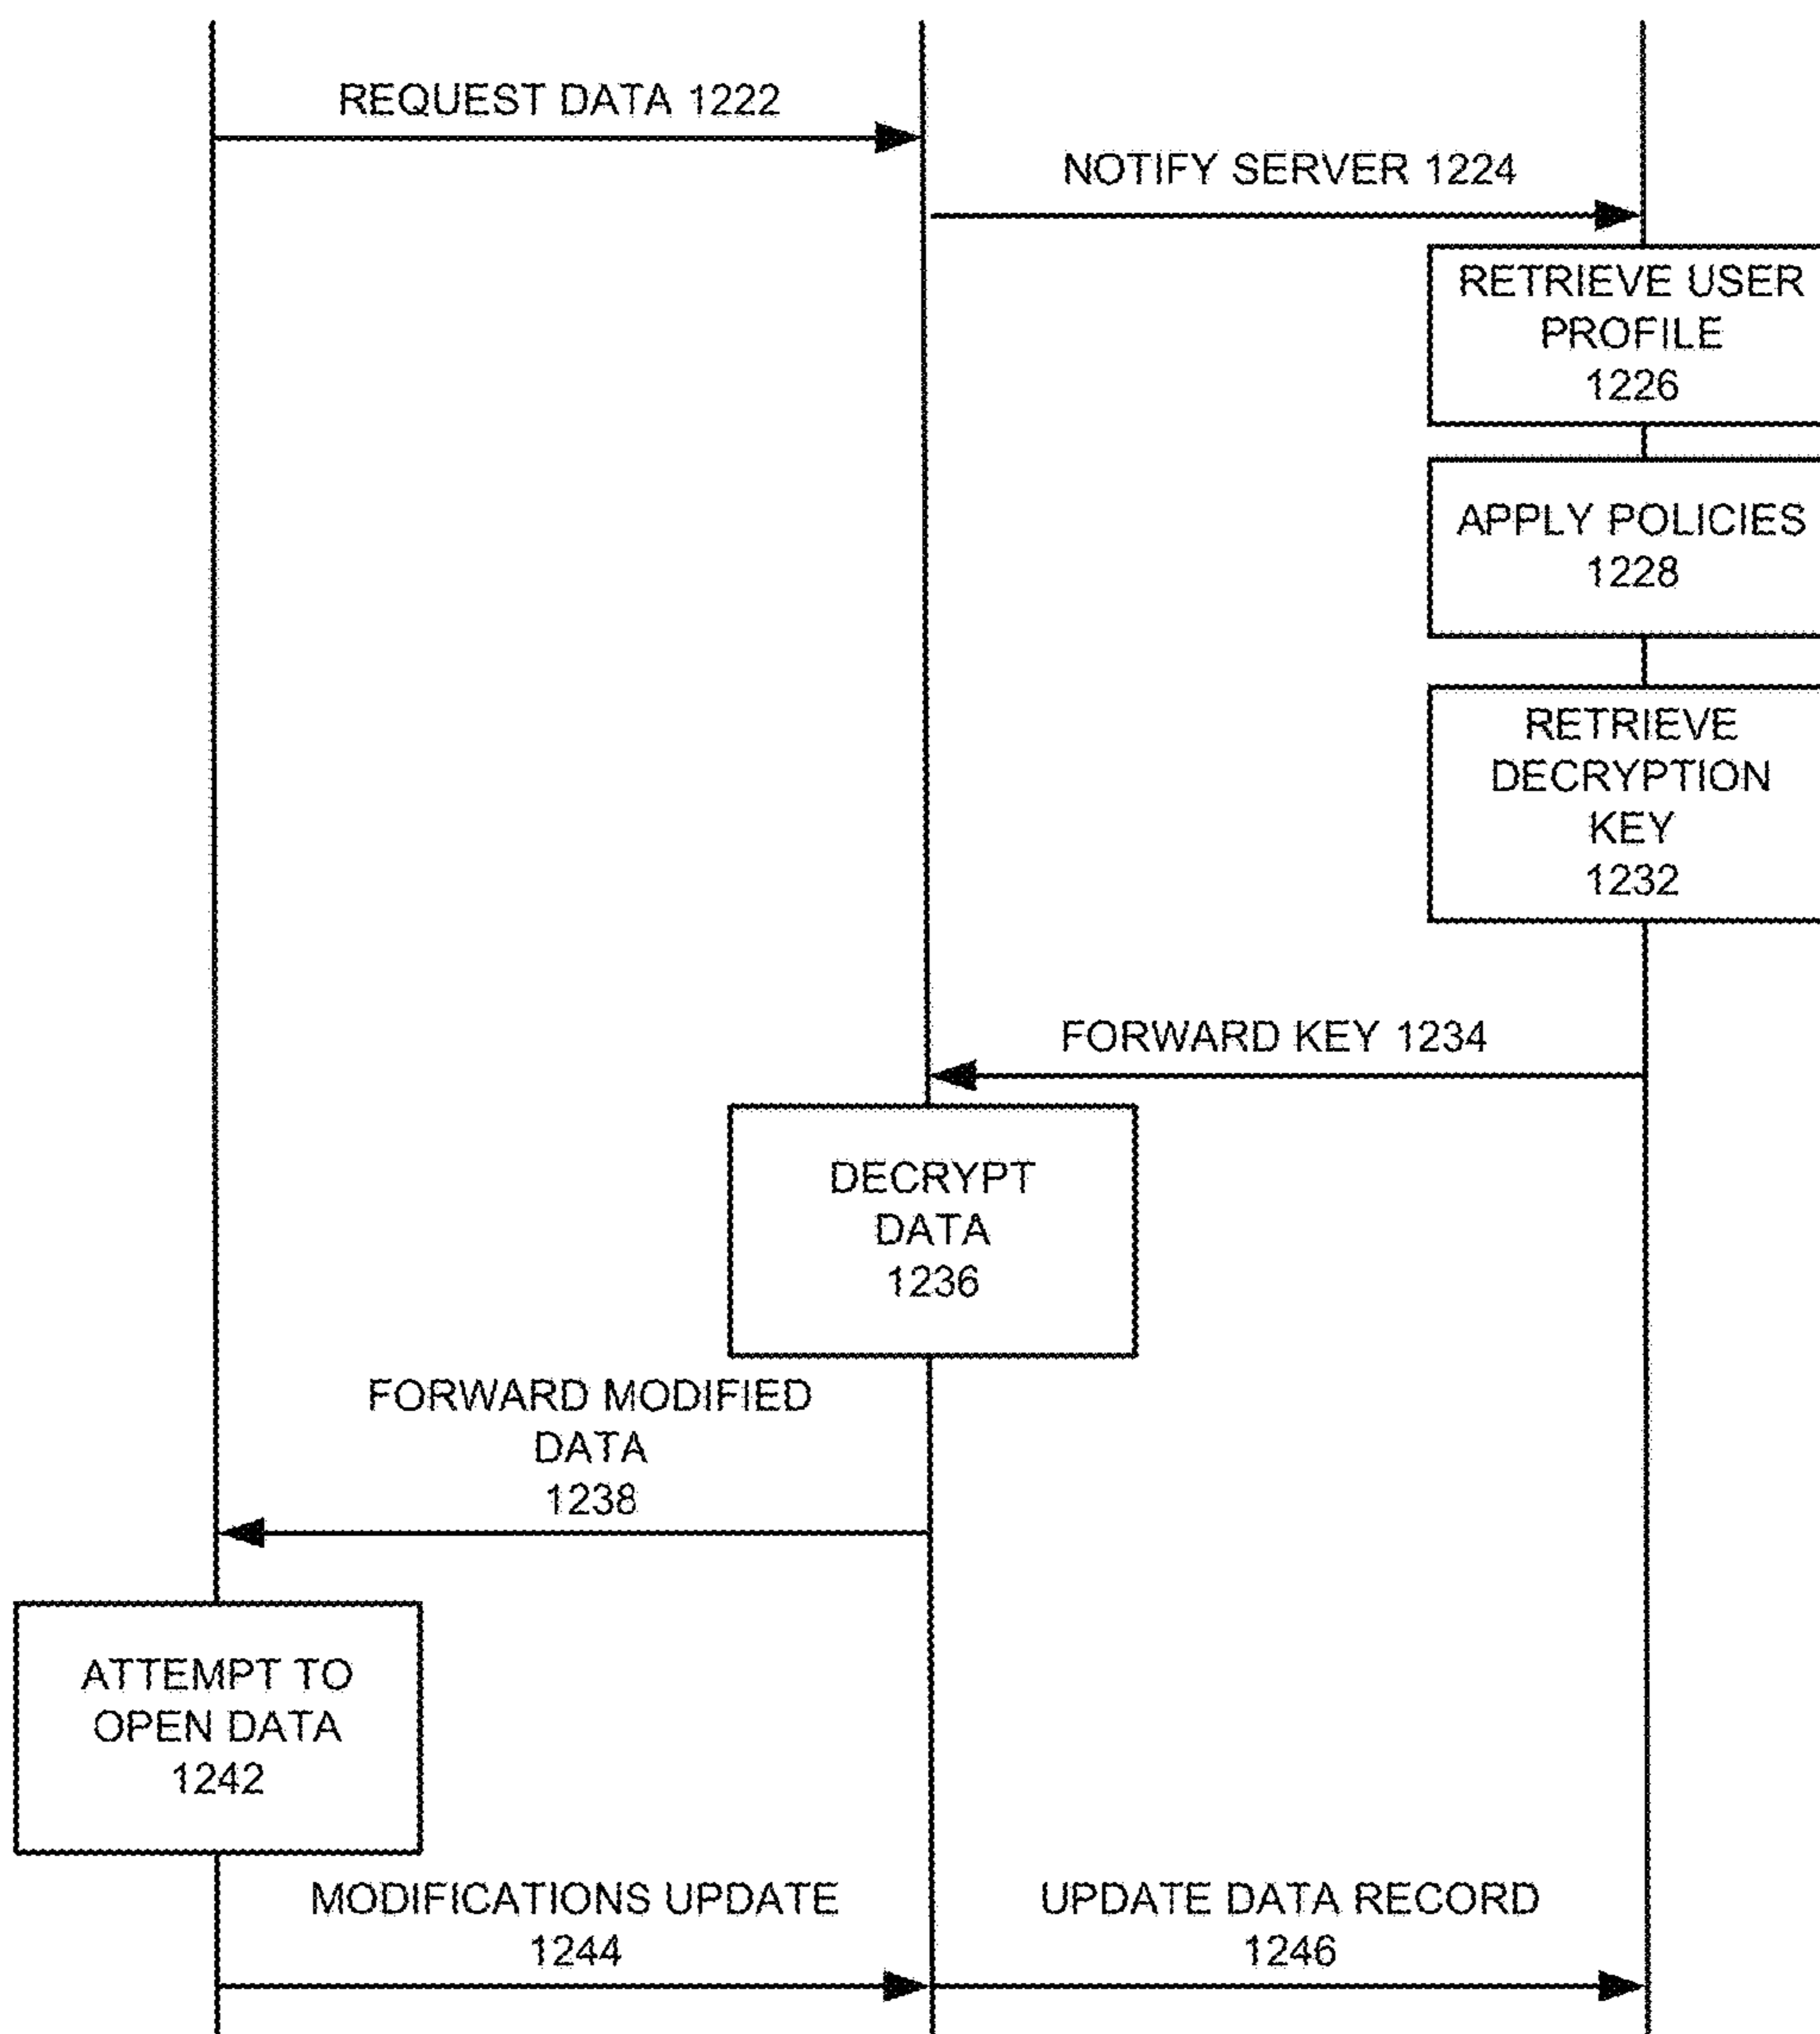 REQUEST DATA 1222
NOTIFY SERVER 1224
RETRIEVE USER
PROFILE
1226
APPLY POLICIES
1228
RETRIEVE
DECRYPTION
KEY
1232
FORWARD KEY 1234
DECRYPT
DATA
1236
FORWARD MODIFIED
DATA
1238
ATTEMPT TO
OPEN DATA
1242
MODIFICATIONS UPDATE
1244
UPDATE DATA RECORD
1246